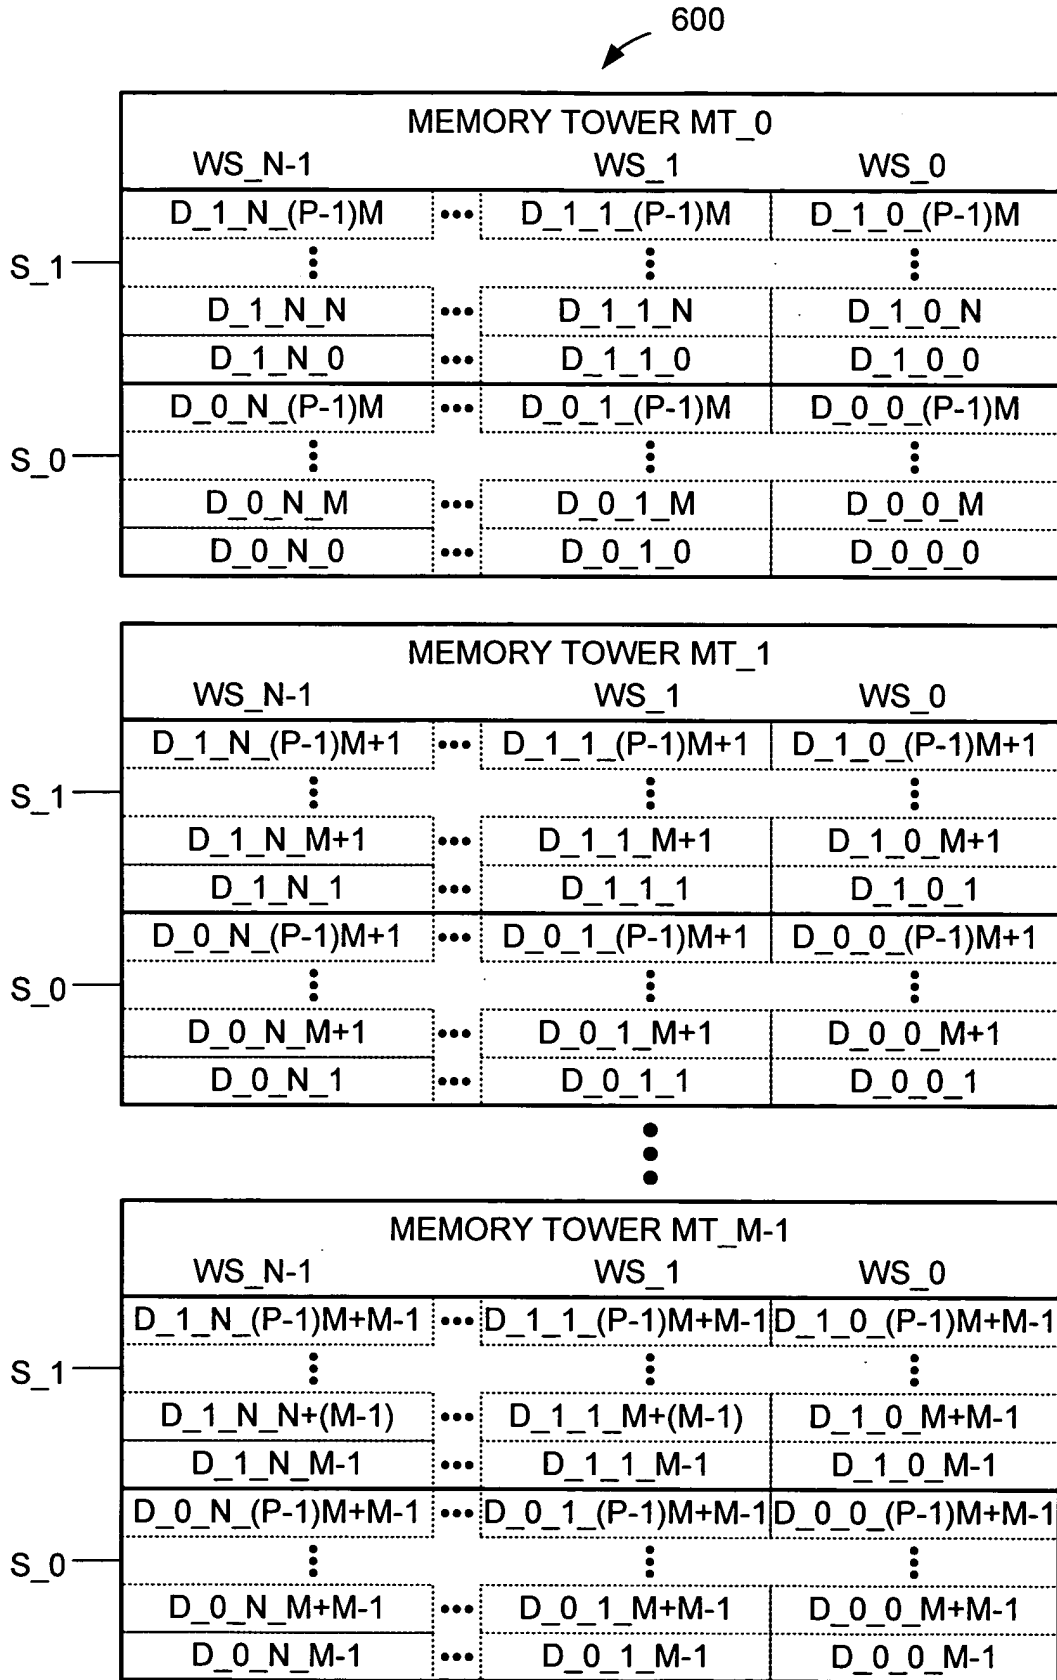 600
MEMORY TOWER MT_0
WS_N-1 WS_1 WS_0
D_1_N_(P-1)M ••• D_1_1_(P-1)M D_1_0_(P-1)M
S_1
D_1_N_N ••• D_1_1_N D_1_0_N
D_1_N_0 ••• D_1_1_0 D_1_0_0
D_0_N_(P-1)M ••• D_0_1_(P-1)M D_0_0_(P-1)M
S_0
D_0_N_M ••• D_0_1_M D_0_0_M
D_0_N_0 ••• D_0_1_0 D_0_0_0
MEMORY TOWER MT_1
WS_N-1 WS_1 WS_0
D_1_N_(P-1)M+1 ••• D_1_1_(P-1)M+1 D_1_0_(P-1)M+1
S_1
D_1_N_M+1 ••• D_1_1_M+1 D_1_0_M+1
D_1_N_1 ••• D_1_1_1 D_1_0_1
D_0_N_(P-1)M+1 ••• D_0_1_(P-1)M+1 D_0_0_(P-1)M+1
S_0
D_0_N_M+1 ••• D_0_1_M+1 D_0_0_M+1
D_0_N_1 ••• D_0_1_1 D_0_0_1
MEMORY TOWER MT_M-1
WS_N-1 WS_1 WS_0
D_1_N_(P-1)M+M-1 ••• D_1_1_(P-1)M+M-1 D_1_0_(P-1)M+M-1
S_1
D_1_N_N+(M-1) ••• D_1_1_M+(M-1) D_1_0_M+M-1
D_1_N_M-1 ••• D_1_1_M-1 D_1_0_M-1
D_0_N_(P-1)M+M-1 ••• D_0_1_(P-1)M+M-1 D_0_0_(P-1)M+M-1
S_0
D_0_N_M+M-1 ••• D_0_1_M+M-1 D_0_0_M+M-1
D_0_N_M-1 ••• D_0_1_M-1 D_0_0_M-1